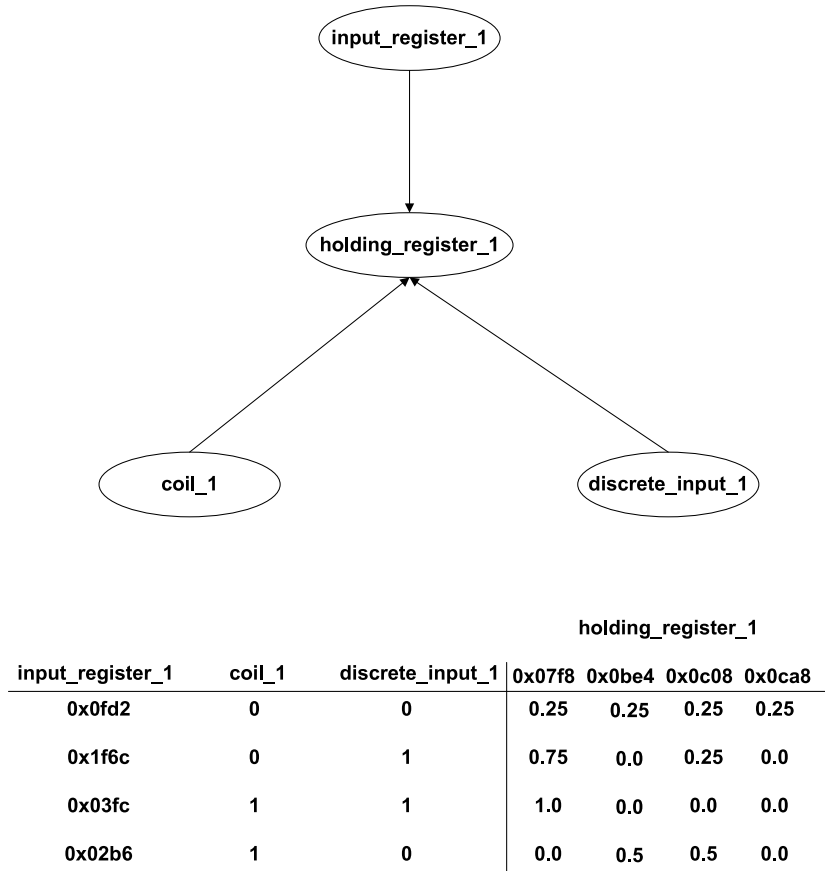 input_register_1
holding_register_1
coil_1
discrete_input_1
holding_register_1
input_register_1 coil_1 discrete_input_1 0x07f8 0x0be4 0x0c08 0x0ca8
0x0fd2 0 0 0.25 0.25 0.25 0.25
0x1f6c 0 1 0.75 0.0 0.25 0.0
0x03fc 1 1 1.0 0.0 0.0 0.0
0x02b6 1 0 0.0 0.5 0.5 0.0